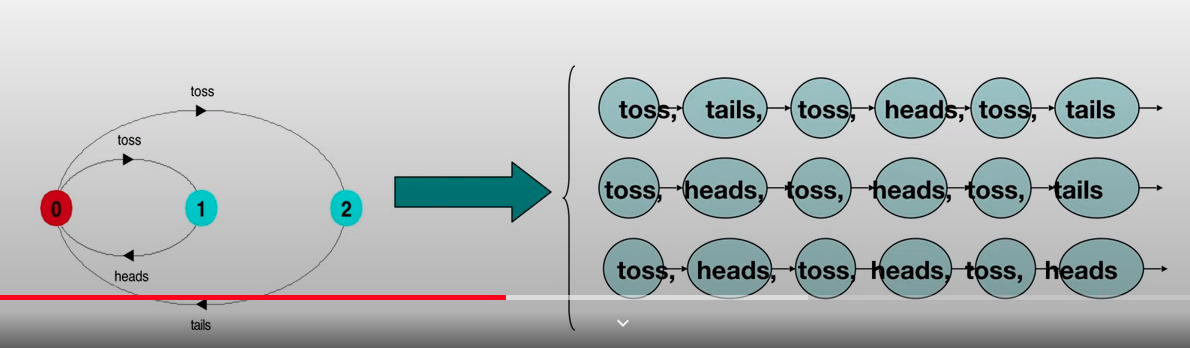 toss
toss
0 1 2
heads
tails
toss, tails, toss, heads, toss, tails
toss, heads, toss, heads, toss, tails
toss, heads, toss, heads, toss, heads